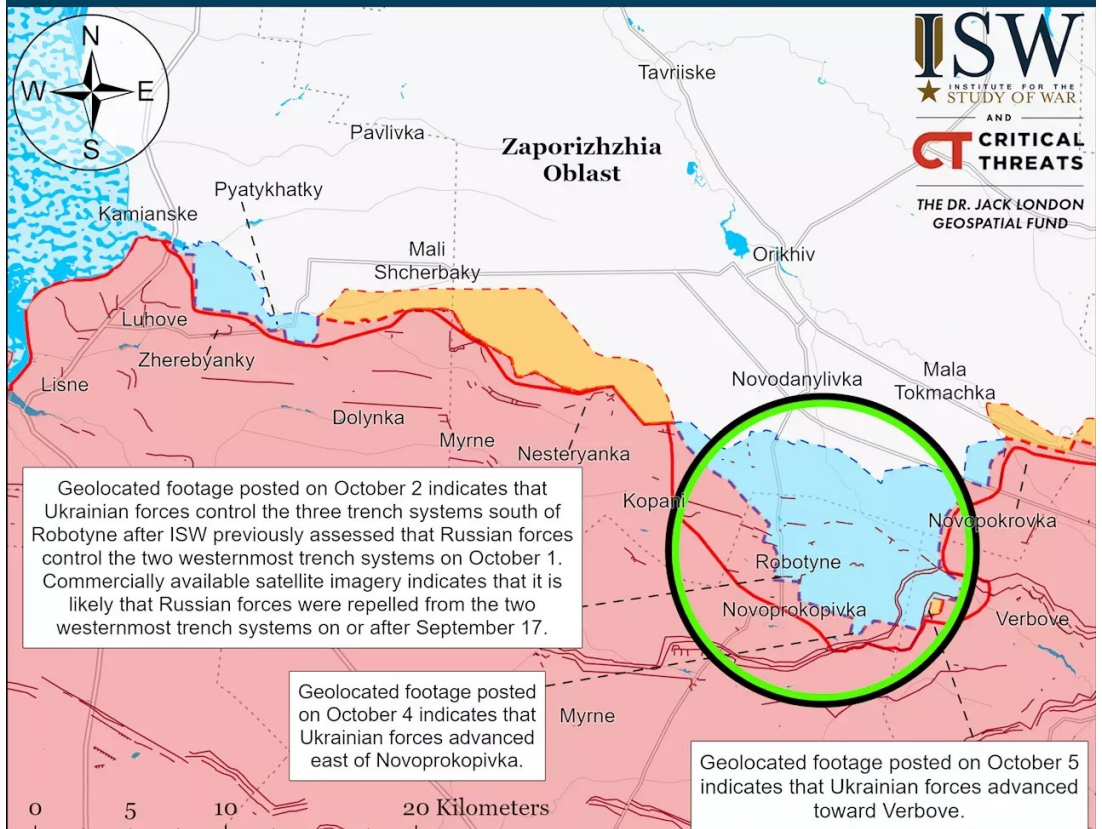 N
W
E
S
ISW
INSTITUTE FOR THE
STUDY OF WAR
AND
CT CRITICAL
THREATS
THE DR. JACK LONDON
GEOSPATIAL FUND
Tavriiske
Pavlivka
Zaporizhzhia
Oblast
Pyatykhatky
Kamianske
Mali
Shcherbaky
Orikhiv
Luhove
Zherebyanky
Lisne
Dolynka
Myrne
Nesteryanka
Novodanylivka
Mala
Tokmachka
Kopani
Novopokrovka
Robotyne
Novoprokopivka
Verbove
Myrne
Geolocated footage posted on October 2 indicates that
Ukrainian forces control the three trench systems south of
Robotyne after ISW previously assessed that Russian forces
control the two westernmost trench systems on October 1.
Commercially available satellite imagery indicates that it is
likely that Russian forces were repelled from the two
westernmost trench systems on or after September 17.
Geolocated footage posted
on October 4 indicates that
Ukrainian forces advanced
east of Novoprokopivka.
Geolocated footage posted on October 5
indicates that Ukrainian forces advanced
toward Verbove.
0 5 10 20 Kilometers